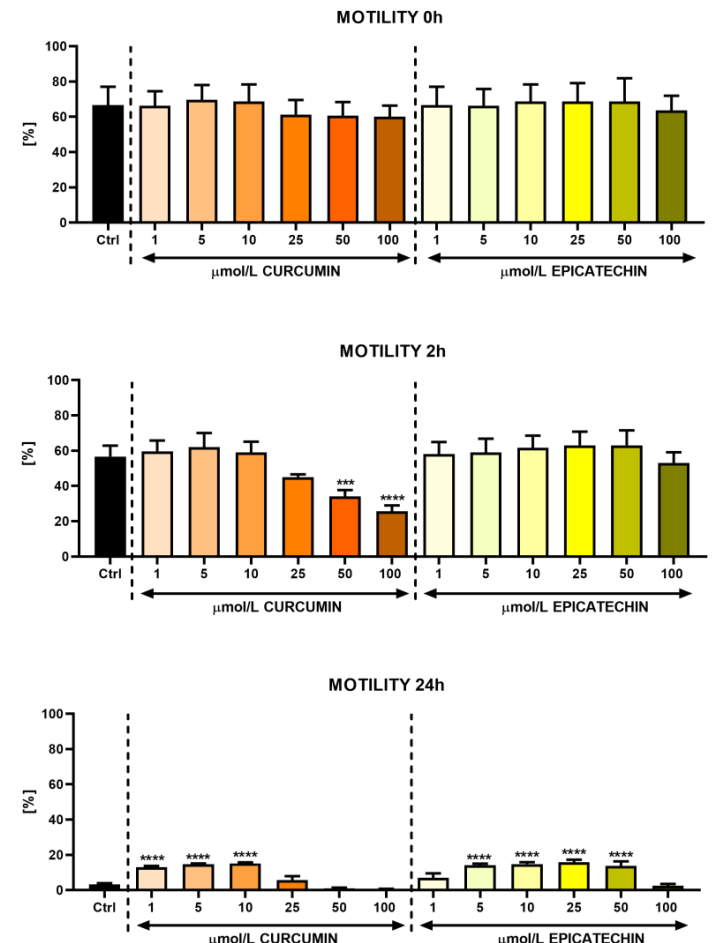 MOTILITY 0h
100
80
60
40
20
0
[%]
Ctrl 1 5 10 25 50 100 1 5 10 25 50 100
μmol/L CURCUMIN μmol/L EPICATECHIN
MOTILITY 2h
100
80
60
40
20
0
[%]
*** ****
Ctrl 1 5 10 25 50 100 1 5 10 25 50 100
μmol/L CURCUMIN μmol/L EPICATECHIN
MOTILITY 24h
100
80
60
40
20
0
[%]
**** **** **** **** **** **** ****
Ctrl 1 5 10 25 50 100 1 5 10 25 50 100
μmol/L CURCUMIN μmol/L EPICATECHIN